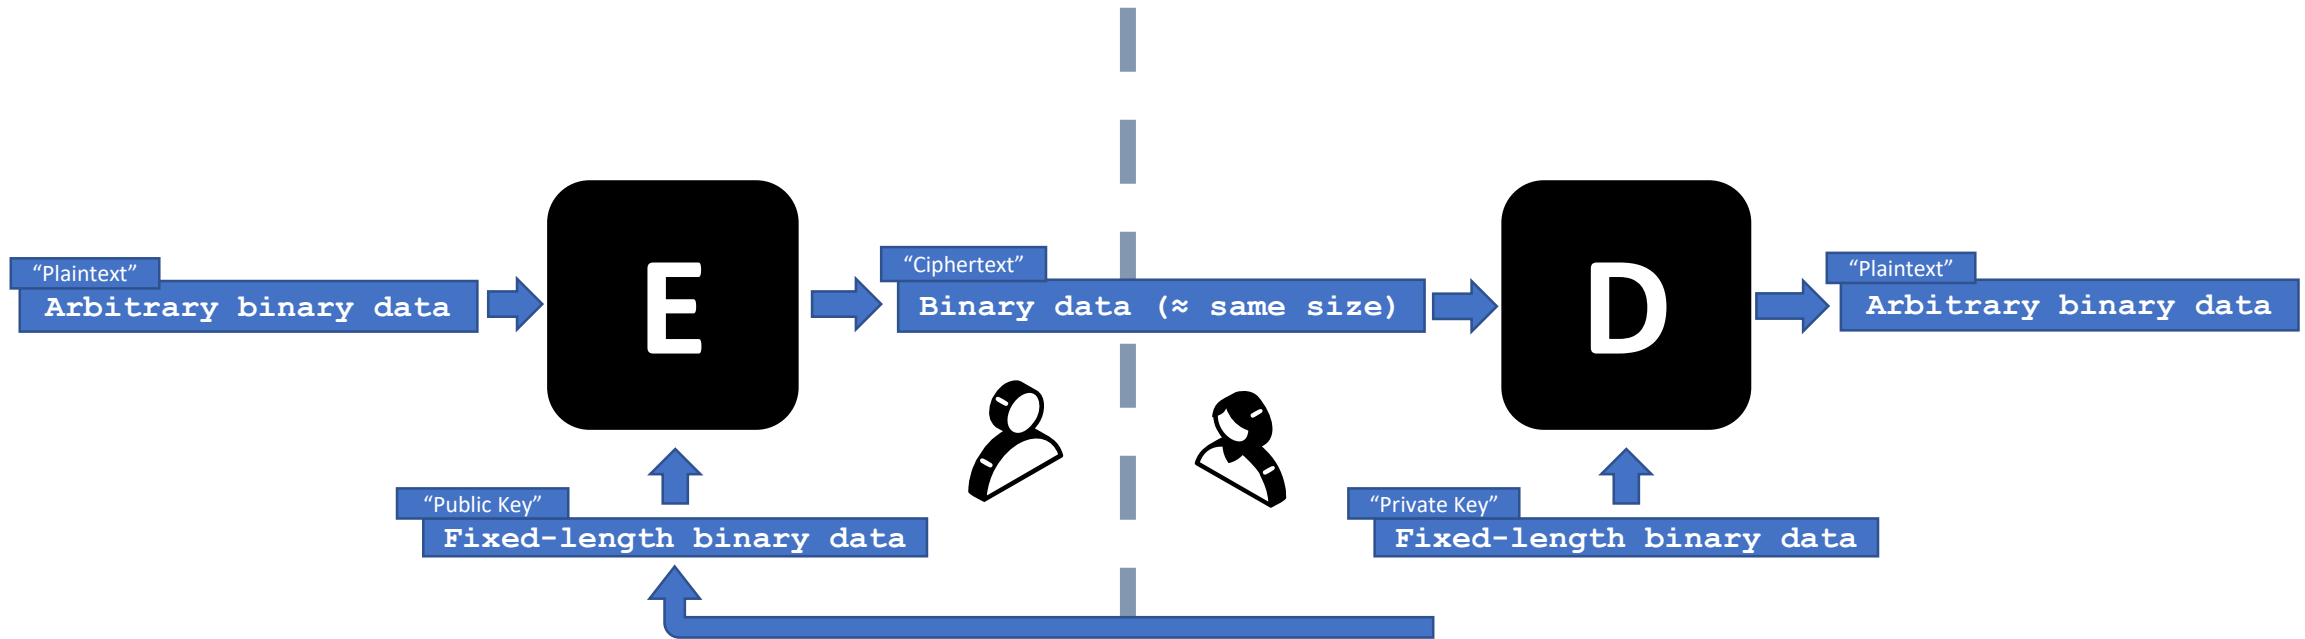 “Plaintext”
Arbitrary binary data
E
“Ciphertext”
Binary data (≈ same size)
D
“Plaintext”
Arbitrary binary data
“Public Key”
Fixed-length binary data
“Private Key”
Fixed-length binary data